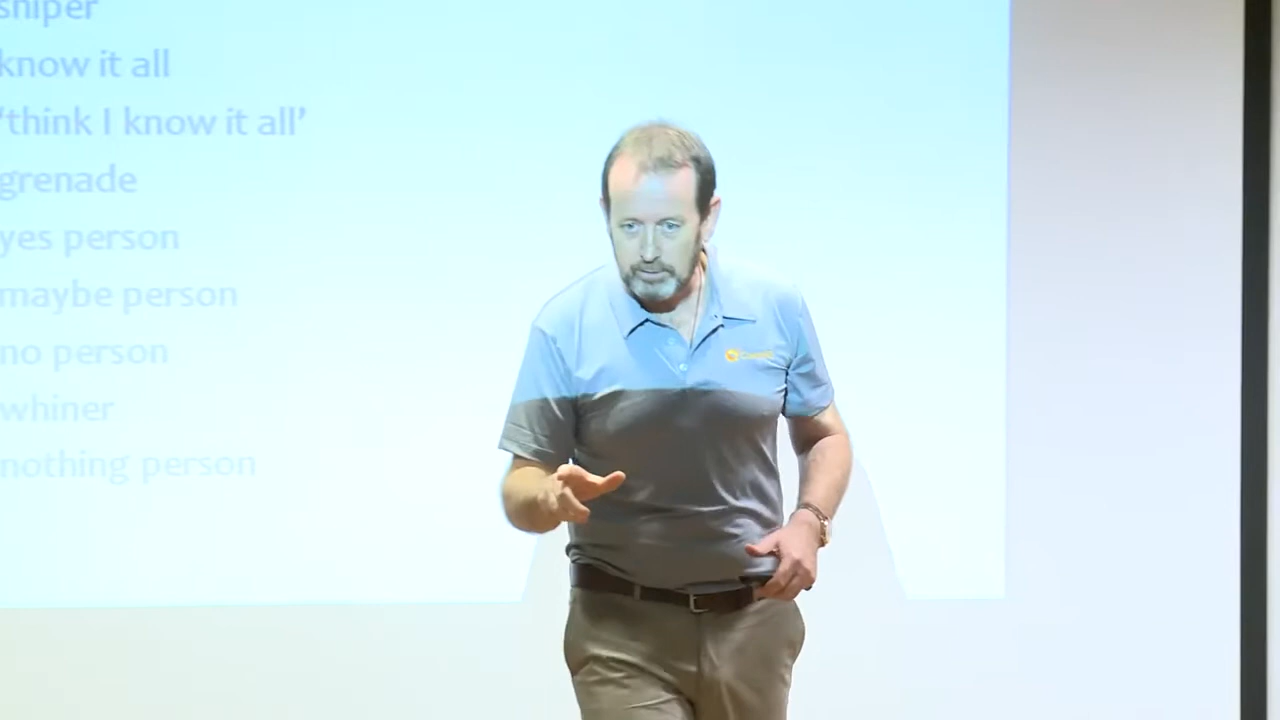 sniper
know it all
'think I know it all'
grenade
yes person
maybe person
no person
whiner
nothing person